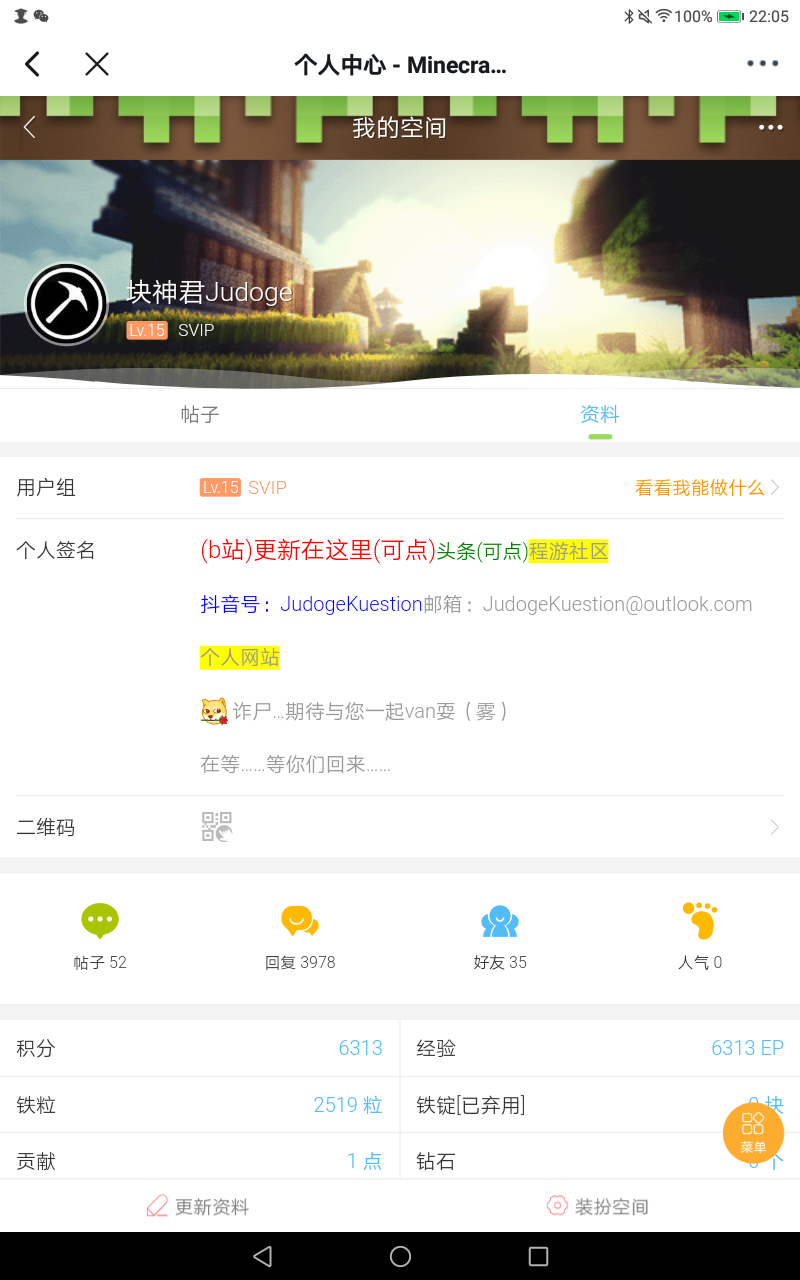 100% 22:05
个人中心 - Minecra...
我的空间
块神君Judoge
Lv.15 SVIP
帖子 资料
用户组 Lv.15 SVIP 看看我能做什么
个人签名 (b站)更新在这里(可点)头条(可点)程游社区
抖音号：JudogeKuestion邮箱：JudogeKuestion@outlook.com
个人网站
诈尸...期待与您一起van耍（雾）
在等......等你们回来......
二维码
帖子 52 回复 3978 好友 35 人气 0
积分 6313 经验 6313 EP
铁粒 2519 粒 铁锭[已弃用] 块
菜单
贡献 1 点 钻石 个
更新资料 装扮空间